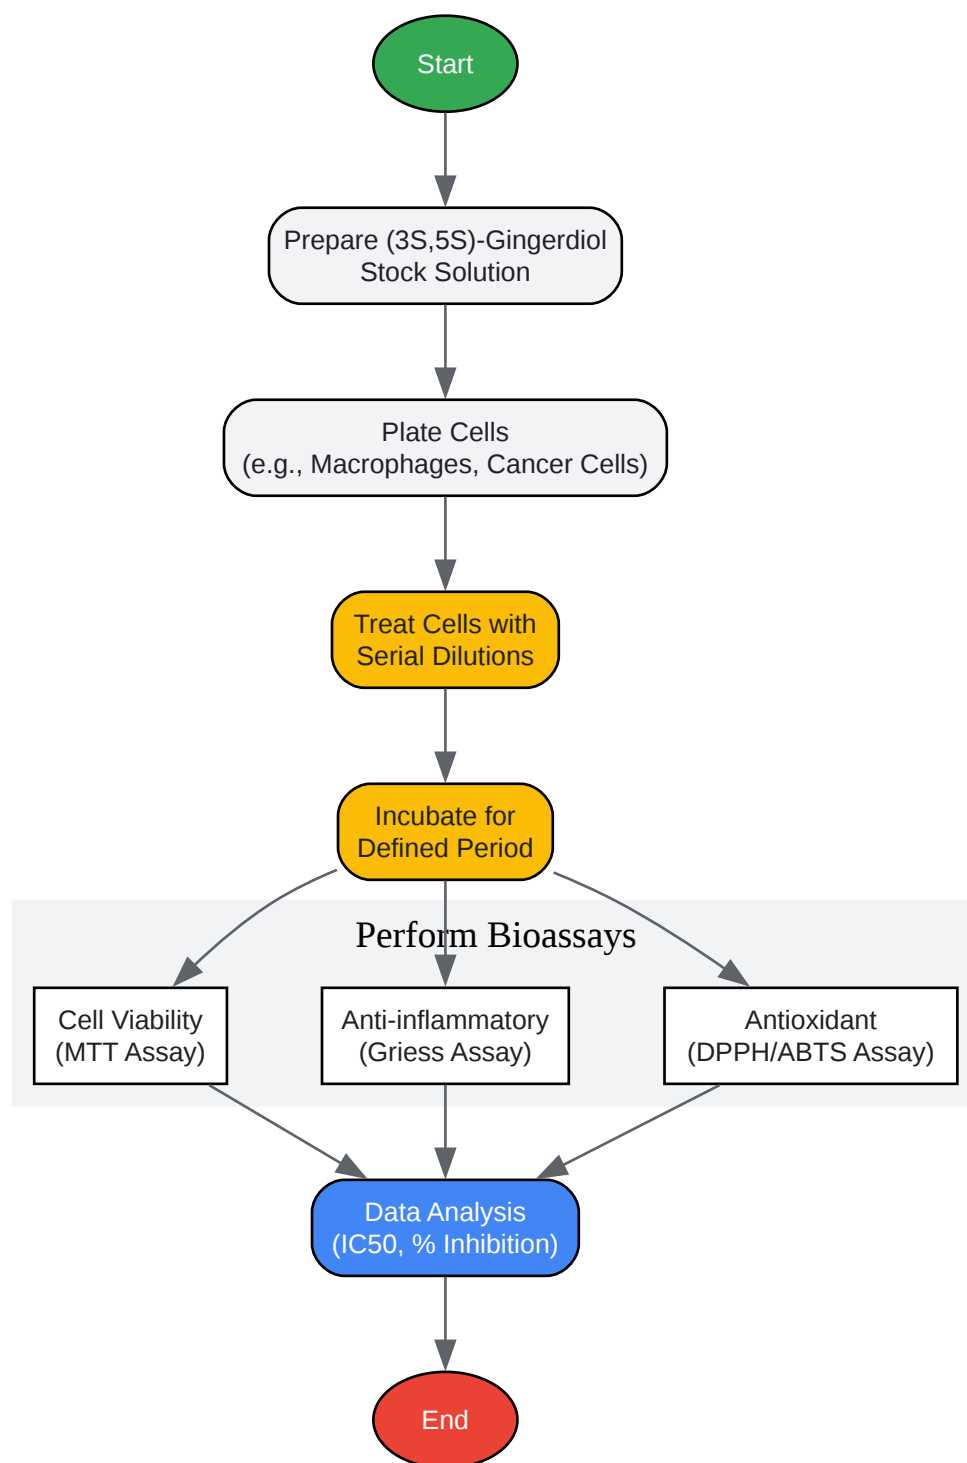 Start
Prepare (3S,5S)-Gingerdiol
Stock Solution
Plate Cells
(e.g., Macrophages, Cancer Cells)
Treat Cells with
Serial Dilutions
Incubate for
Defined Period
Perform Bioassays
Cell Viability
(MTT Assay)
Anti-inflammatory
(Griess Assay)
Antioxidant
(DPPH/ABTS Assay)
Data Analysis
(IC50, % Inhibition)
End